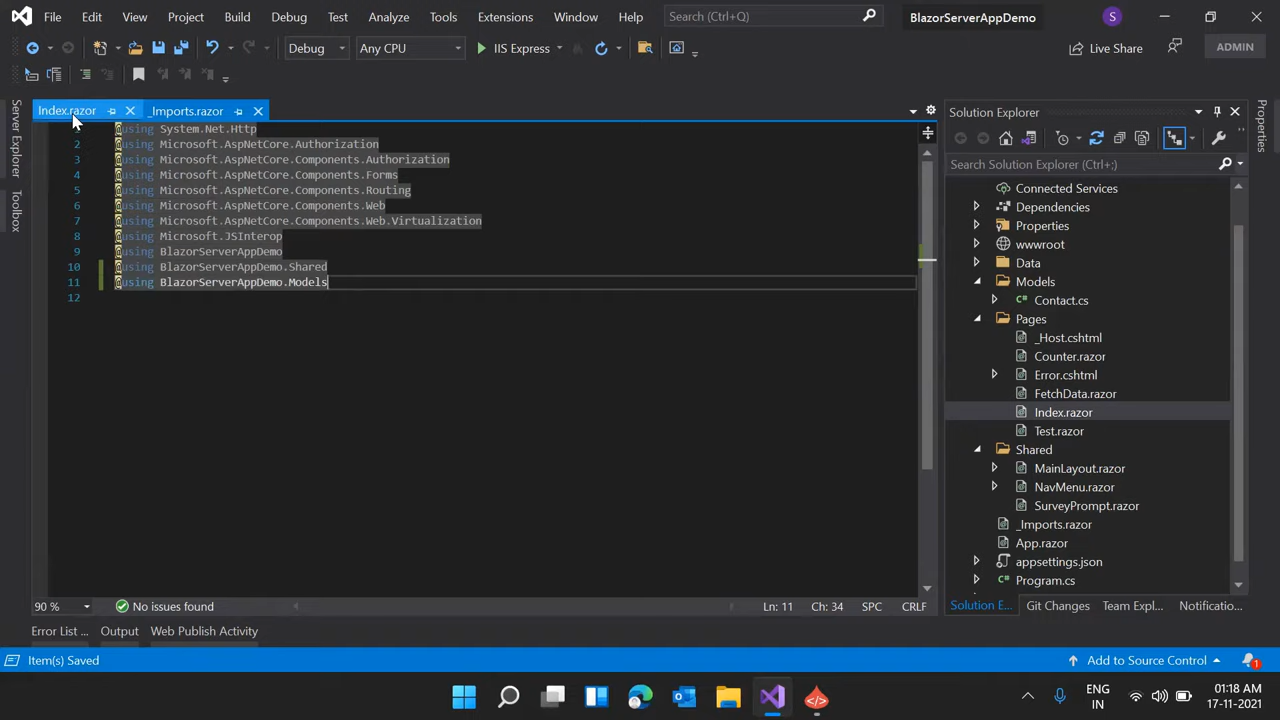 File Edit View Project Build Debug Test Analyze Tools Extensions Window Help Search (Ctrl+Q) BlazorServerAppDemo S
Debug Any CPU IIS Express Live Share ADMIN
Index.razor _Imports.razor
Server Explorer
Toolbox
1 @using System.Net.Http
2 @using Microsoft.AspNetCore.Authorization
3 @using Microsoft.AspNetCore.Components.Authorization
4 @using Microsoft.AspNetCore.Components.Forms
5 @using Microsoft.AspNetCore.Components.Routing
6 @using Microsoft.AspNetCore.Components.Web
7 @using Microsoft.AspNetCore.Components.Web.Virtualization
8 @using Microsoft.JSInterop
9 @using BlazorServerAppDemo
10 @using BlazorServerAppDemo.Shared
11 @using BlazorServerAppDemo.Models
12
90 % No issues found Ln: 11 Ch: 34 SPC CRLF
Solution Explorer
Search Solution Explorer (Ctrl+;)
Connected Services
Dependencies
Properties
wwwroot
Data
Models
Contact.cs
Pages
_Host.cshtml
Counter.razor
Error.cshtml
FetchData.razor
Index.razor
Test.razor
Shared
MainLayout.razor
NavMenu.razor
SurveyPrompt.razor
_Imports.razor
App.razor
appsettings.json
Program.cs
Solution E... Git Changes Team Expl... Notificatio...
Properties
Error List ... Output Web Publish Activity
Item(s) Saved Add to Source Control 1
ENG
IN
01:18 AM
17-11-2021